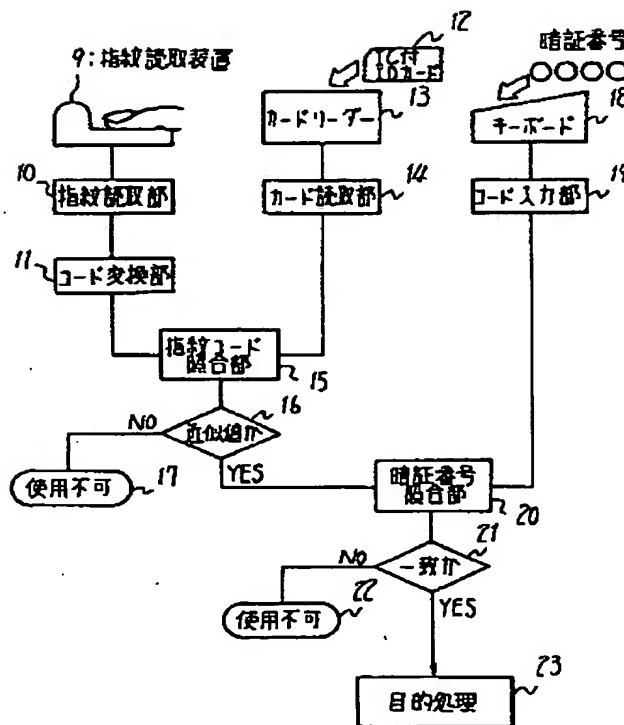 9:指紋読取装置
12
IC付
IDカード
暗証番号
○○○○
カードリーダー
13
キーボード
18
10
指紋読取部
カード読取部
14
コード入力部
19
11
コード変換部
指紋コード
照合部
15
16
近似値か
NO
YES
使用不可
17
暗証番号
照合部
20
21
一致か
NO
YES
使用不可
22
目的処理
23